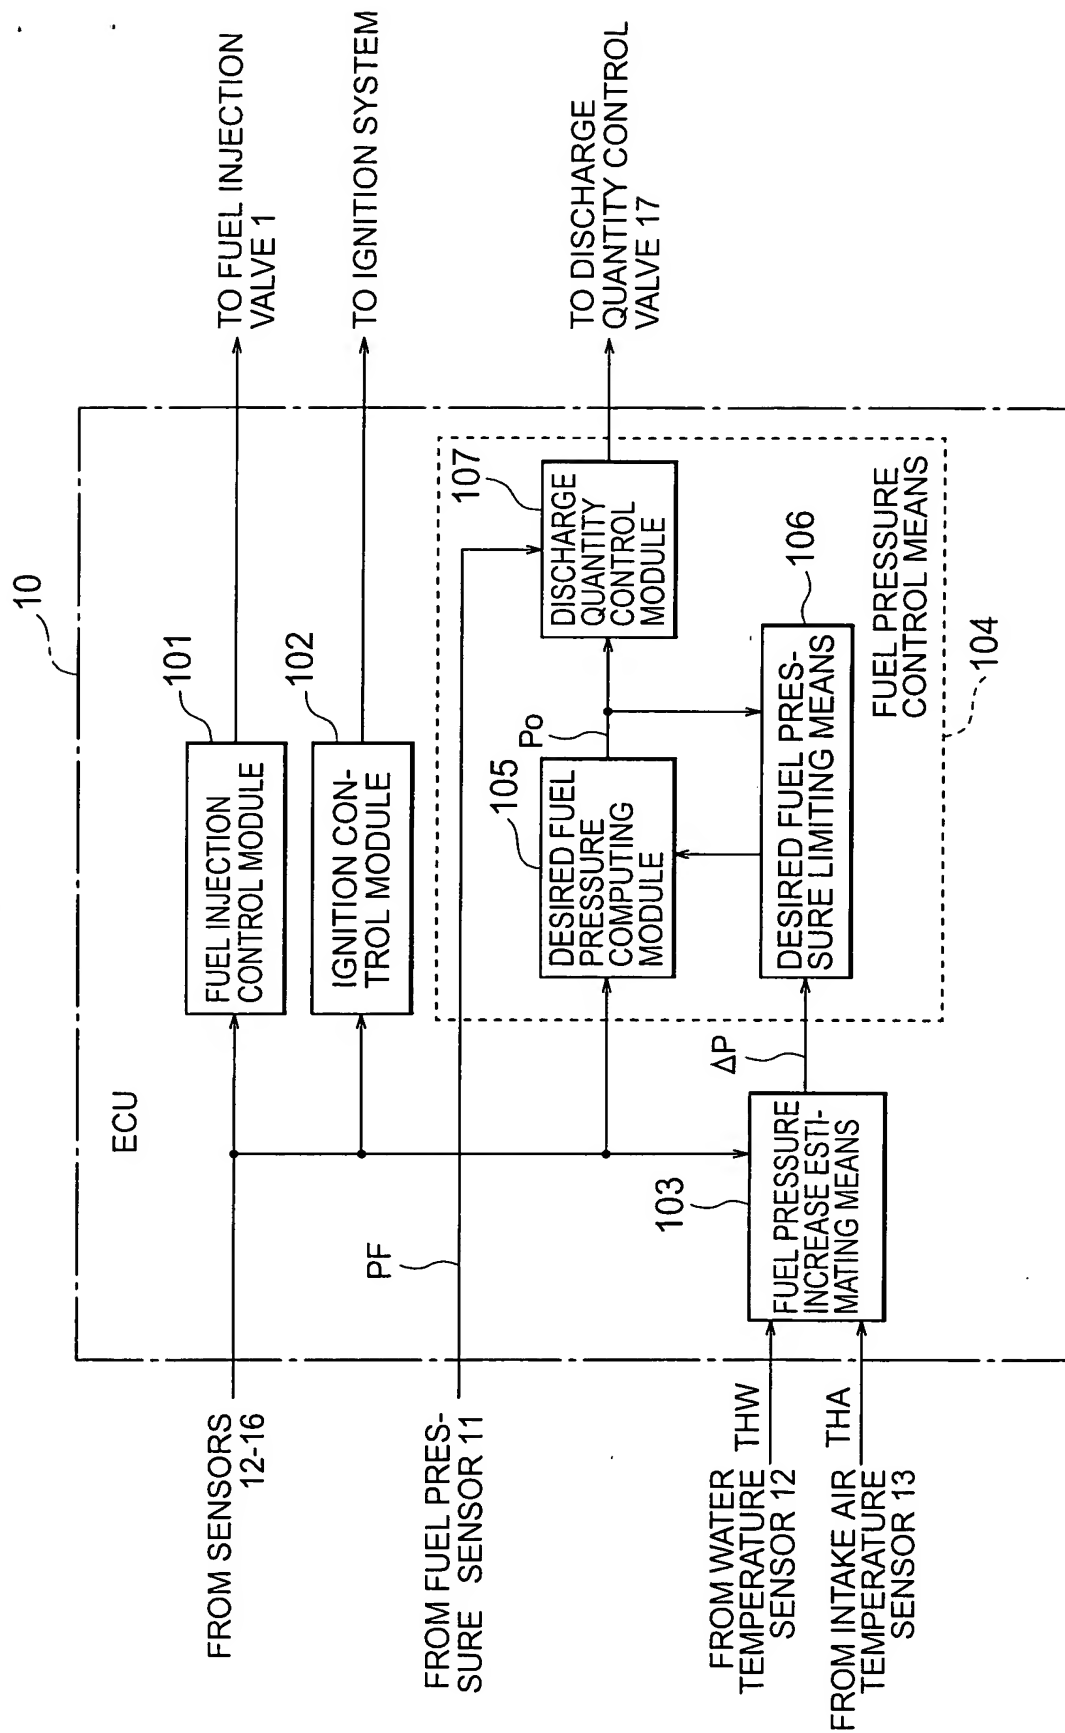 10
ECU
FROM SENSORS
12-16
101
FUEL INJECTION
CONTROL MODULE
TO FUEL INJECTION
VALVE 1
102
IGNITION CON-
TROL MODULE
TO IGNITION SYSTEM
FROM FUEL PRES-
SURE SENSOR 11
PF
107
DISCHARGE
QUANTITY
CONTROL
MODULE
TO DISCHARGE
QUANTITY CONTROL
VALVE 17
105
DESIRED FUEL
PRESSURE
COMPUTING
MODULE
Po
106
DESIRED FUEL PRES-
SURE LIMITING MEANS
FUEL PRESSURE
CONTROL MEANS
104
103
FUEL PRESSURE
INCREASE ESTI-
MATING MEANS
ΔP
FROM WATER
TEMPERATURE
SENSOR 12
THW
FROM INTAKE AIR
TEMPERATURE
SENSOR 13
THA